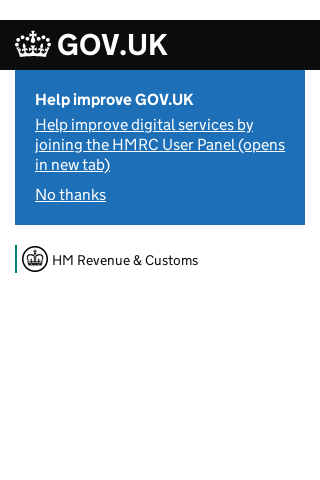 GOV.UK
Help improve GOV.UK
Help improve digital services by
joining the HMRC User Panel (opens
in new tab)
No thanks
HM Revenue & Customs